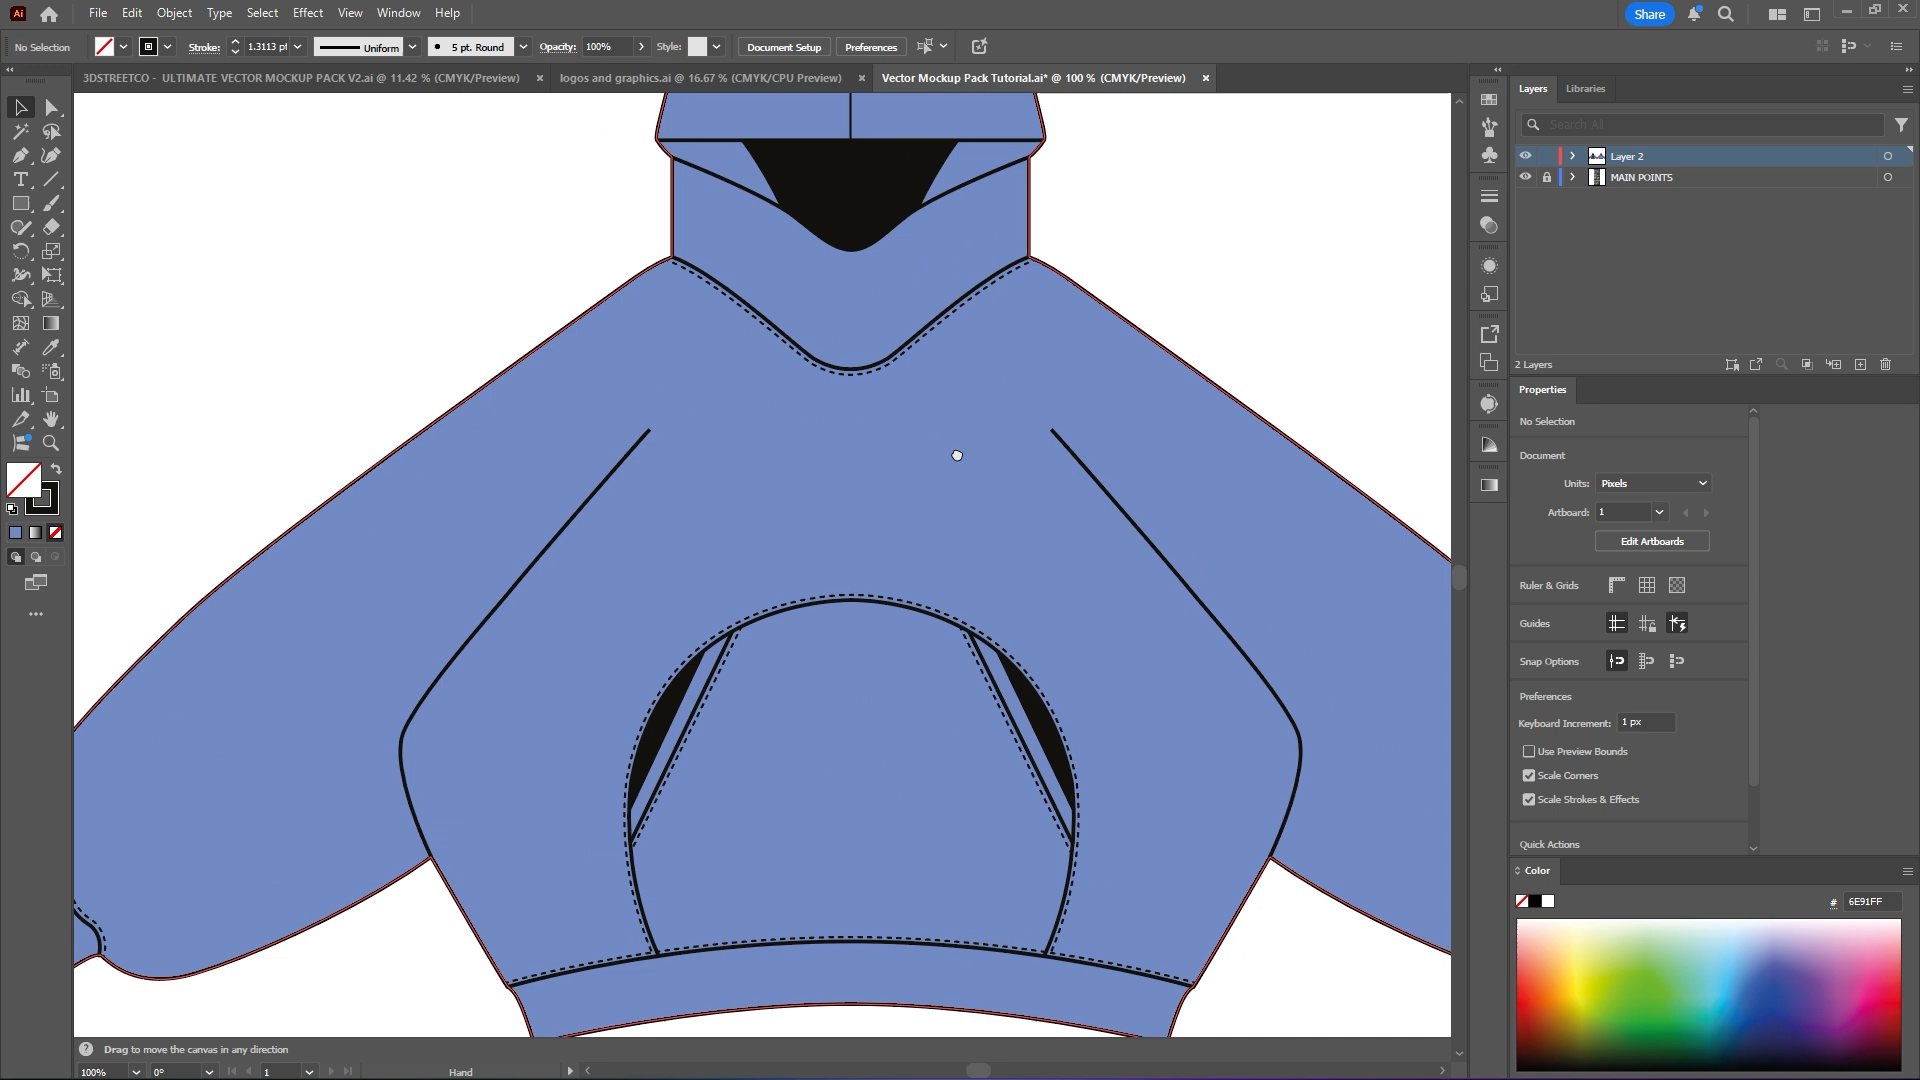 Ai File Edit Object Type Select Effect View Window Help Share
No Selection Stroke: 1.3113 pt Uniform 5 pt. Round Opacity: 100% Style: Document Setup Preferences
3DSTREETCO - ULTIMATE VECTOR MOCKUP PACK V2.ai @ 11.42 % (CMYK/Preview) × logos and graphics.ai @ 16.67 % (CMYK/CPU Preview) × Vector Mockup Pack Tutorial.ai* @ 100 % (CMYK/Preview) ×
Layers Libraries
Search All
Layer 2
MAIN POINTS
2 Layers
Properties
No Selection
Document
Units: Pixels
Artboard: 1
Edit Artboards
Ruler & Grids
Guides
Snap Options
Preferences
Keyboard Increment: 1 px
Use Preview Bounds
Scale Corners
Scale Strokes & Effects
Quick Actions
Color
# 6E91FF
? Drag to move the canvas in any direction
100% 0° 1 Hand